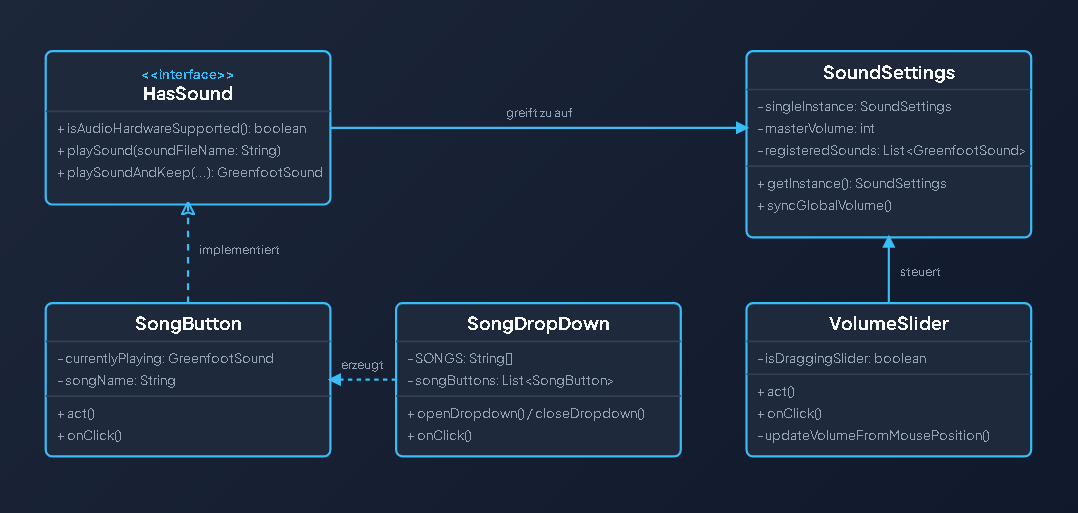 <<interface>>
HasSound
+ isAudioHardwareSupported(): boolean
+ playSound(soundFileName: String)
+ playSoundAndKeep(...): GreenfootSound
greift zu auf
SoundSettings
- singleInstance: SoundSettings
- masterVolume: int
- registeredSounds: List<GreenfootSound>
+ getInstance(): SoundSettings
+ syncGlobalVolume()
implementiert
steuert
SongButton
- currentlyPlaying: GreenfootSound
- songName: String
+ act()
+ onClick()
erzeugt
SongDropDown
- SONGS: String[]
- songButtons: List<SongButton>
+ openDropdown() / closeDropdown()
+ onClick()
VolumeSlider
- isDraggingSlider: boolean
+ act()
+ onClick()
- updateVolumeFromMousePosition()